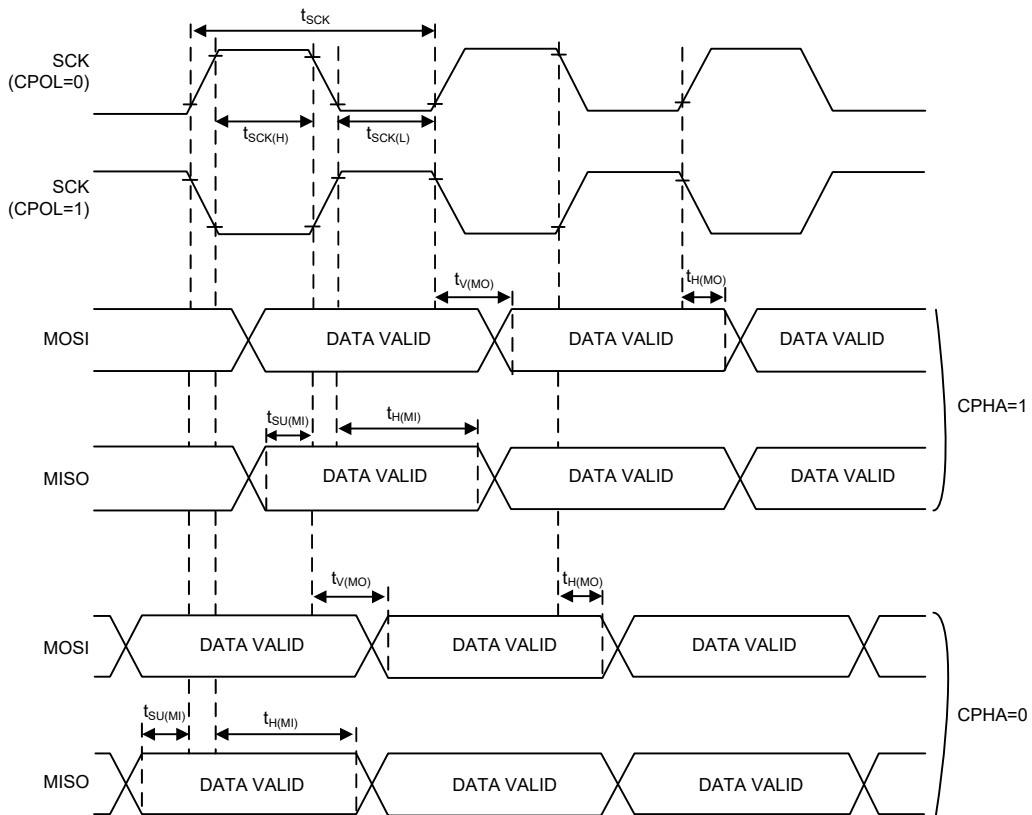 tSCK
SCK
(CPOL=0)
tSCK(H)
tSCK(L)
SCK
(CPOL=1)
tV(MO)
tH(MO)
MOSI
DATA VALID
DATA VALID
DATA VALID
CPHA=1
tSU(MI)
tH(MI)
MISO
DATA VALID
DATA VALID
DATA VALID
tV(MO)
tH(MO)
MOSI
DATA VALID
DATA VALID
DATA VALID
CPHA=0
tSU(MI)
tH(MI)
MISO
DATA VALID
DATA VALID
DATA VALID